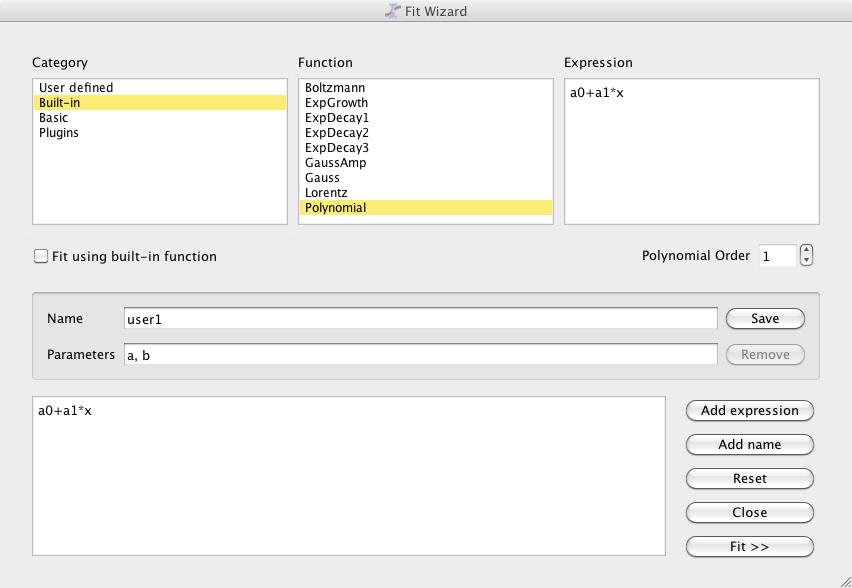 Fit Wizard
Category
Function
Expression
User defined
Built-in
Basic
Plugins
Boltzmann
ExpGrowth
ExpDecay1
ExpDecay2
ExpDecay3
GaussAmp
Gauss
Lorentz
Polynomial
a0+a1*x
Fit using built-in function
Polynomial Order 1
Name user1 Save
Parameters a, b Remove
a0+a1*x
Add expression
Add name
Reset
Close
Fit >>